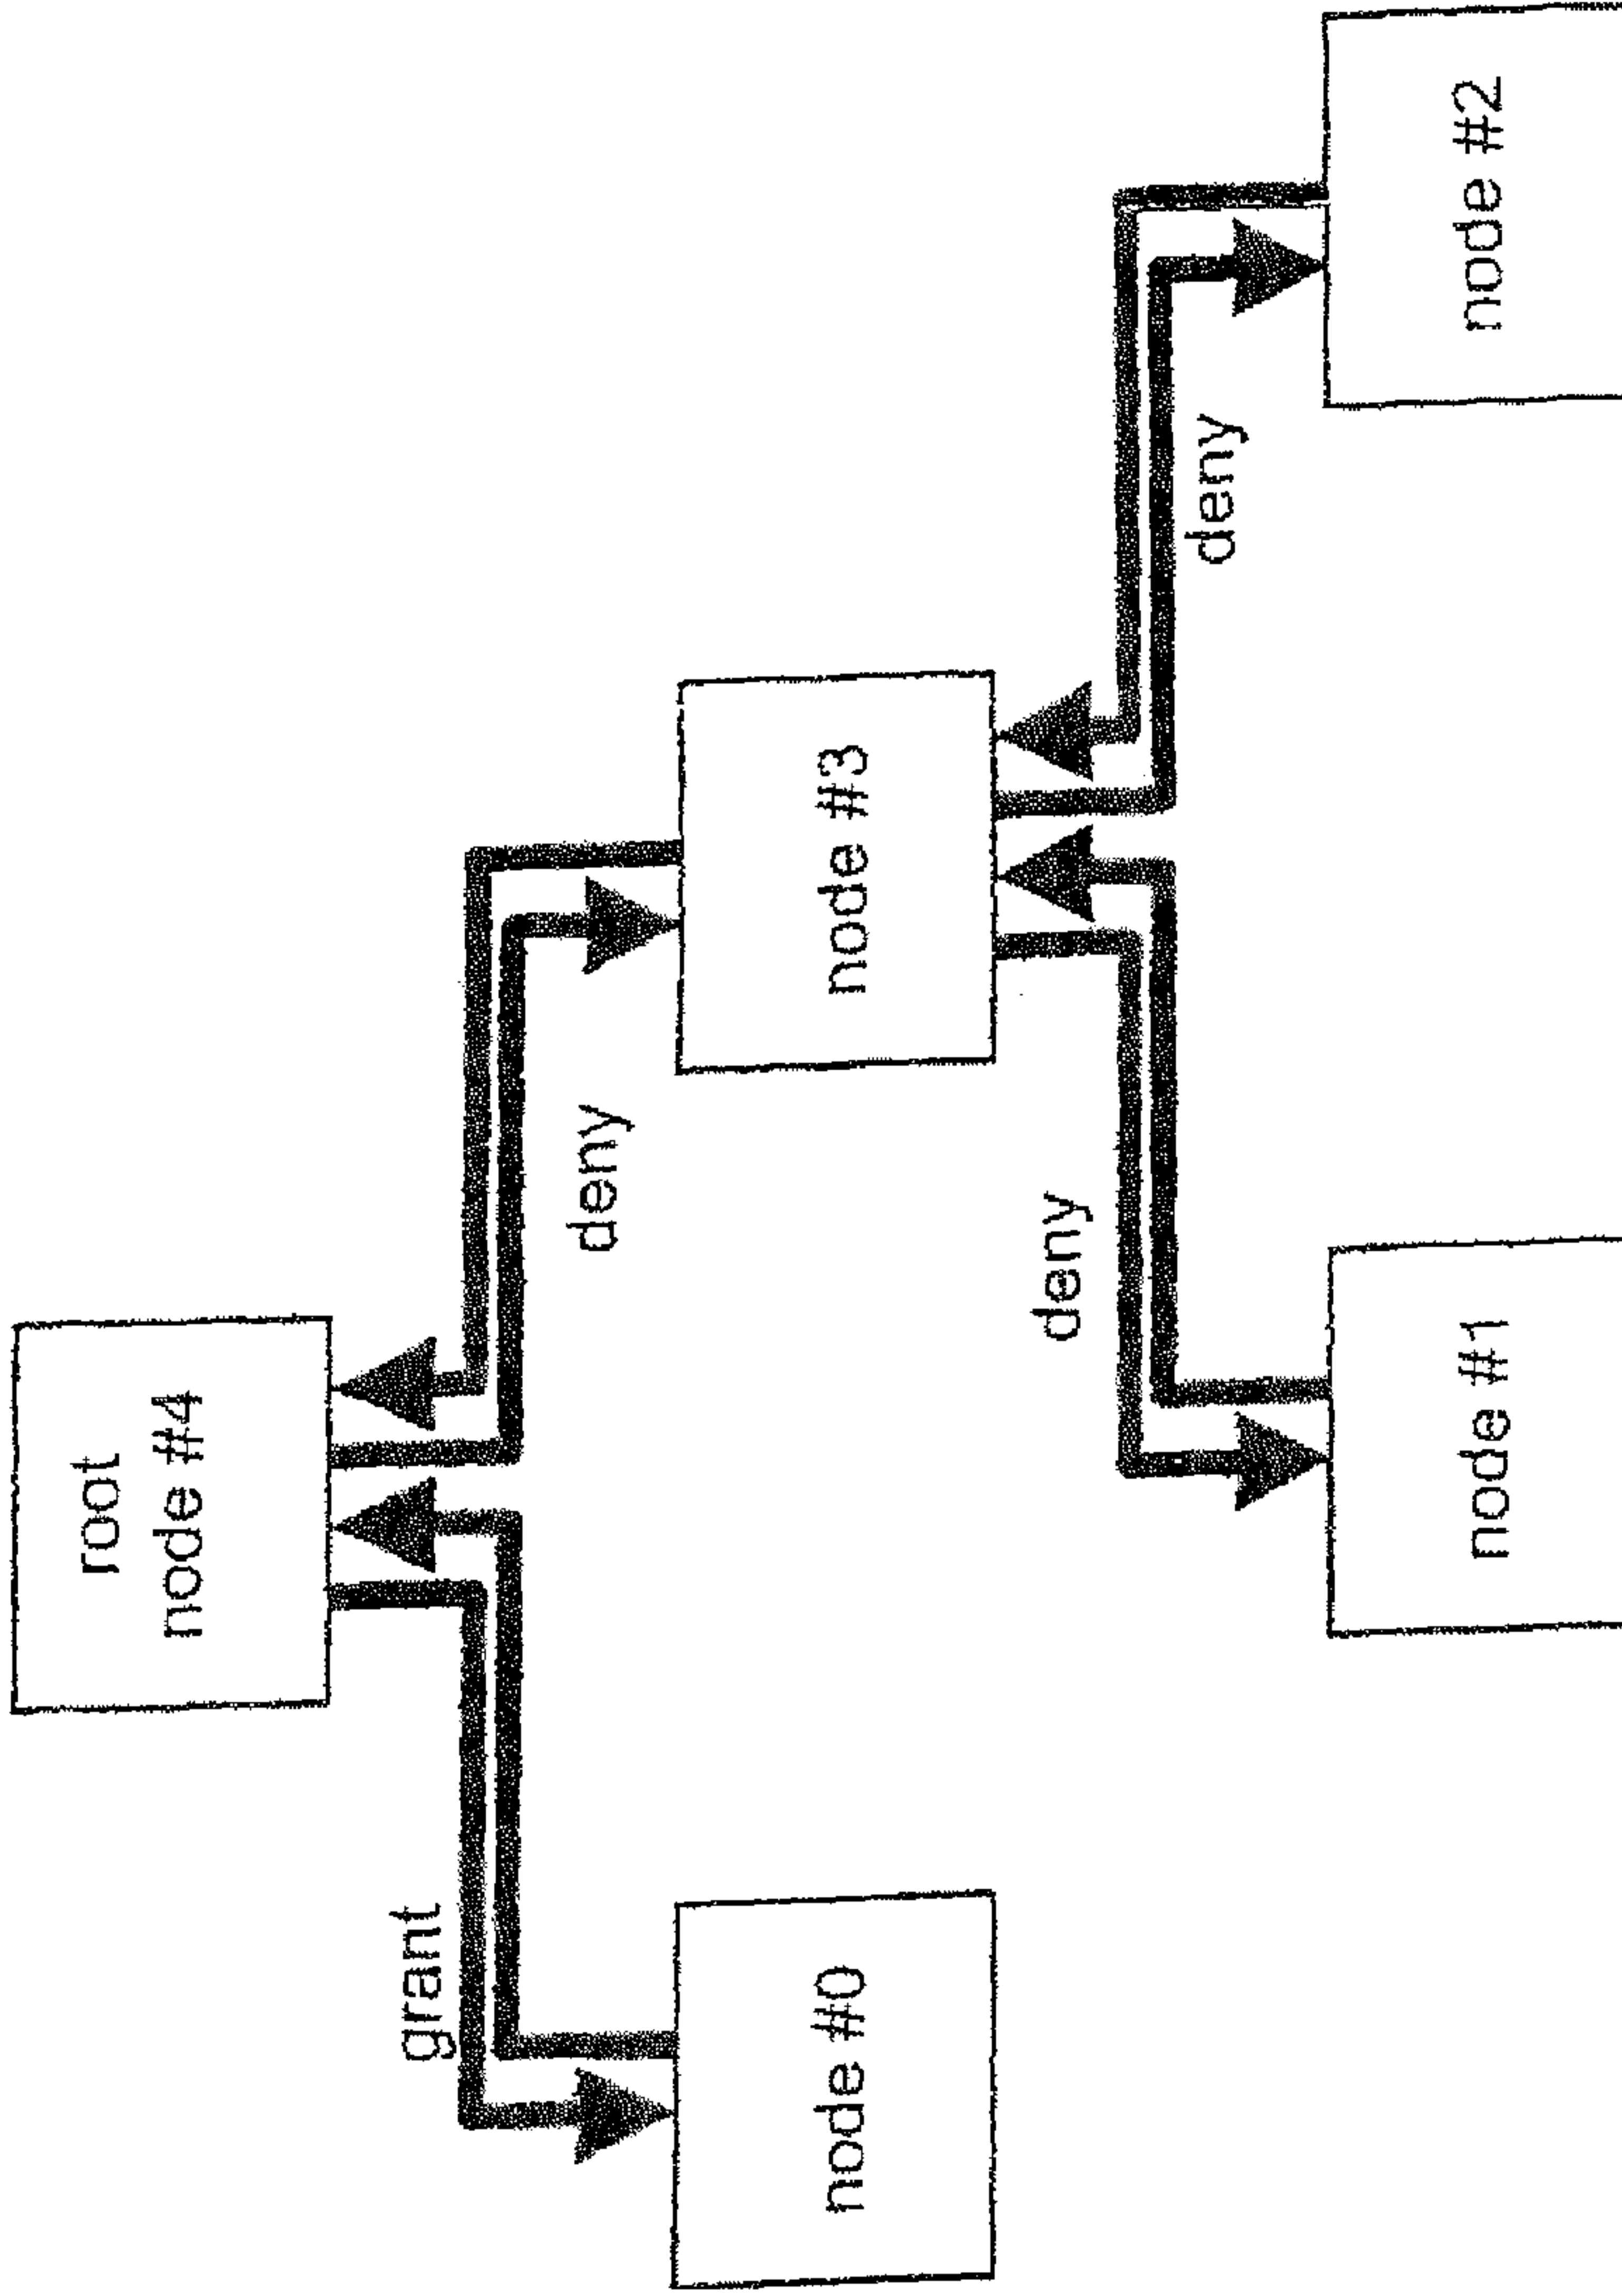 root
node #4
grant
deny
node #0
node #3
deny
deny
node #1
node #2